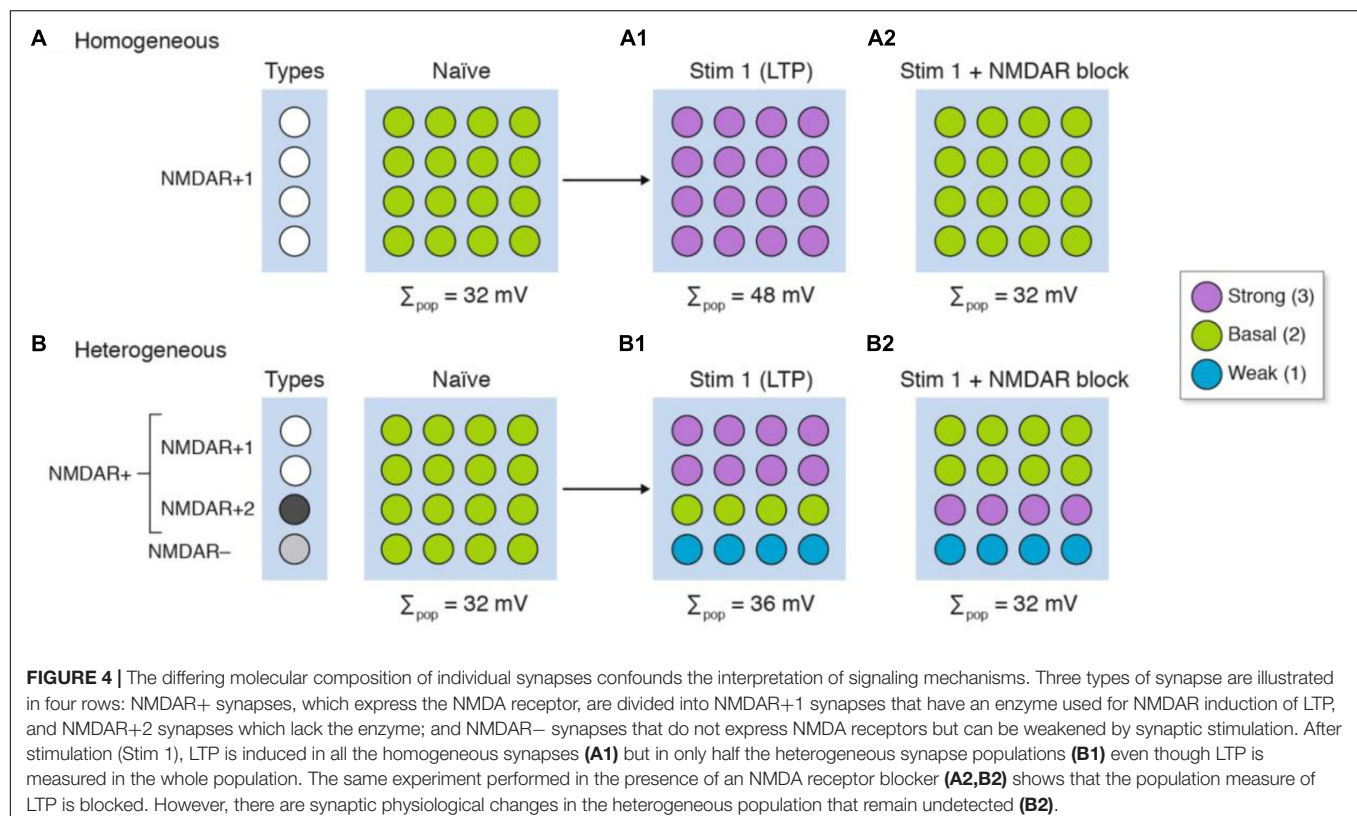 A Homogeneous
Types
Naïve
NMDAR+1
Σpop = 32 mV
A1
Stim 1 (LTP)
Σpop = 48 mV
A2
Stim 1 + NMDAR block
Σpop = 32 mV
Strong (3)
Basal (2)
Weak (1)
B Heterogeneous
Types
Naïve
NMDAR+
NMDAR+1
NMDAR+2
NMDAR–
Σpop = 32 mV
B1
Stim 1 (LTP)
Σpop = 36 mV
B2
Stim 1 + NMDAR block
Σpop = 32 mV
FIGURE 4 | The differing molecular composition of individual synapses confounds the interpretation of signaling mechanisms. Three types of synapse are illustrated
in four rows: NMDAR+ synapses, which express the NMDA receptor, are divided into NMDAR+1 synapses that have an enzyme used for NMDAR induction of LTP,
and NMDAR+2 synapses which lack the enzyme; and NMDAR− synapses that do not express NMDA receptors but can be weakened by synaptic stimulation. After
stimulation (Stim 1), LTP is induced in all the homogeneous synapses (A1) but in only half the heterogeneous synapse populations (B1) even though LTP is
measured in the whole population. The same experiment performed in the presence of an NMDA receptor blocker (A2,B2) shows that the population measure of
LTP is blocked. However, there are synaptic physiological changes in the heterogeneous population that remain undetected (B2).